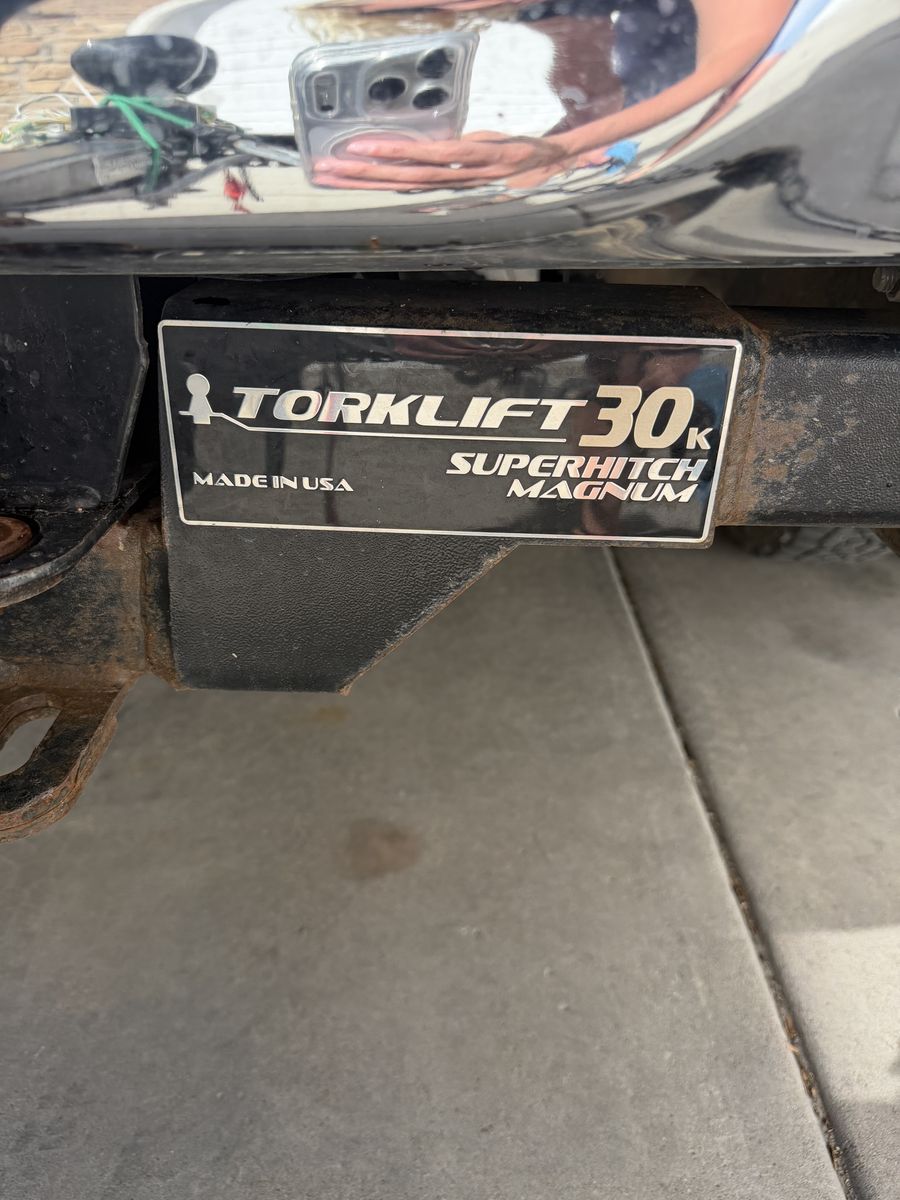 TORKLIFT 30K
SUPERHITCH
MADE IN USA
MAGNUM